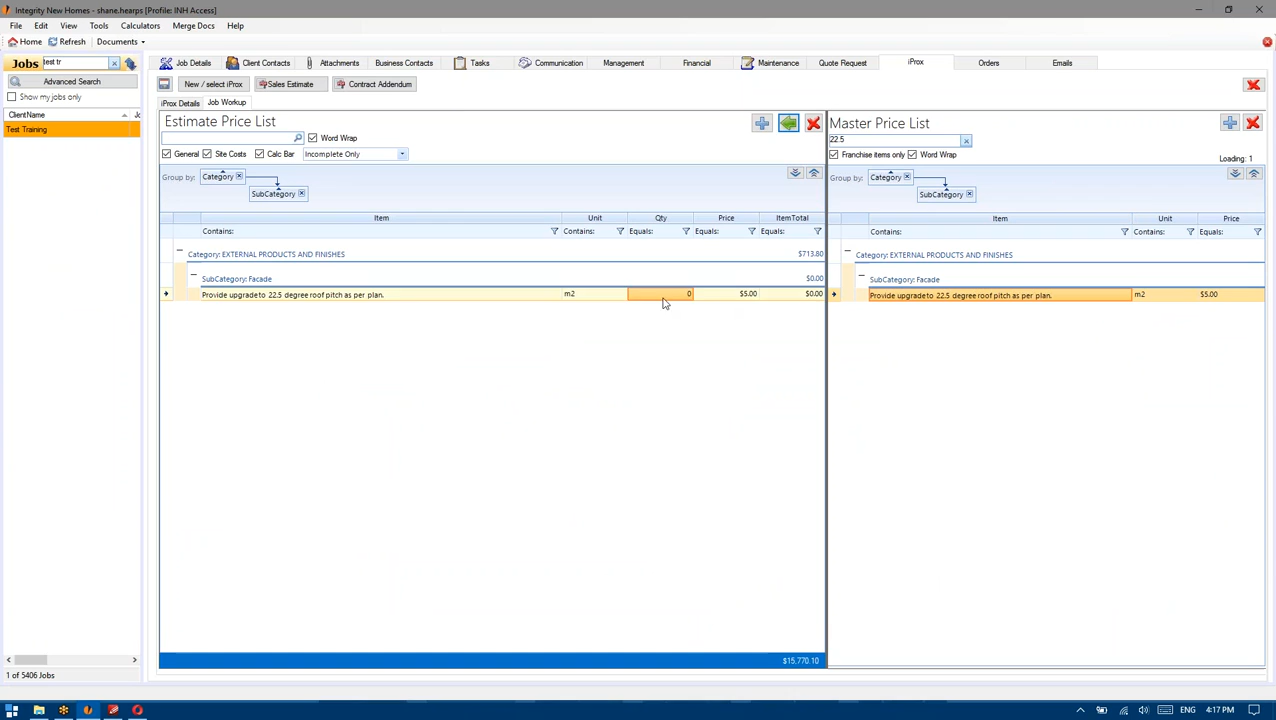 Integrity New Homes - shane.hearps [Profile: INH Access]
File Edit View Tools Calculators Merge Docs Help
Home Refresh Documents
Jobs test tr
Advanced Search
Show my jobs only
ClientName Jo
Test Training
1 of 5406 Jobs
Job Details Client Contacts Attachments Business Contacts Tasks Communication Management Financial Maintenance Quote Request iProx Orders Emails
New / select iProx Sales Estimate Contract Addendum
iProx Details Job Workup
Estimate Price List
Word Wrap
General Site Costs Calc Bar Incomplete Only
Group by: Category
SubCategory
Item Unit Qty Price ItemTotal
Contains: Contains: Equals: Equals: Equals:
Category: EXTERNAL PRODUCTS AND FINISHES $713.80
SubCategory: Facade $0.00
Provide upgrade to 22.5 degree roof pitch as per plan. m2 0 $5.00 $0.00
$15,770.10
Master Price List
22.5
Franchise items only Word Wrap Loading: 1
Group by: Category
SubCategory
Item Unit Price
Contains: Contains: Equals:
Category: EXTERNAL PRODUCTS AND FINISHES
SubCategory: Facade
Provide upgrade to 22.5 degree roof pitch as per plan. m2 $5.00
ENG 4:17 PM